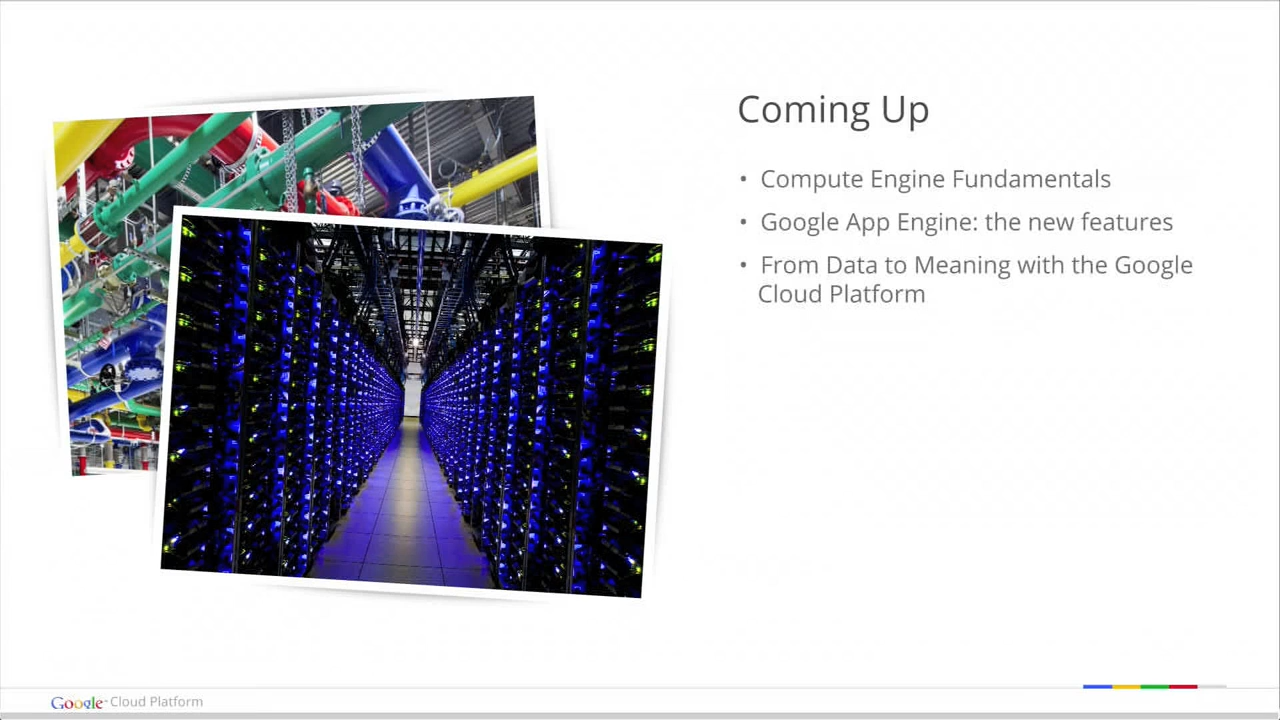 Coming Up
• Compute Engine Fundamentals
• Google App Engine: the new features
• From Data to Meaning with the Google
Cloud Platform
Google Cloud Platform